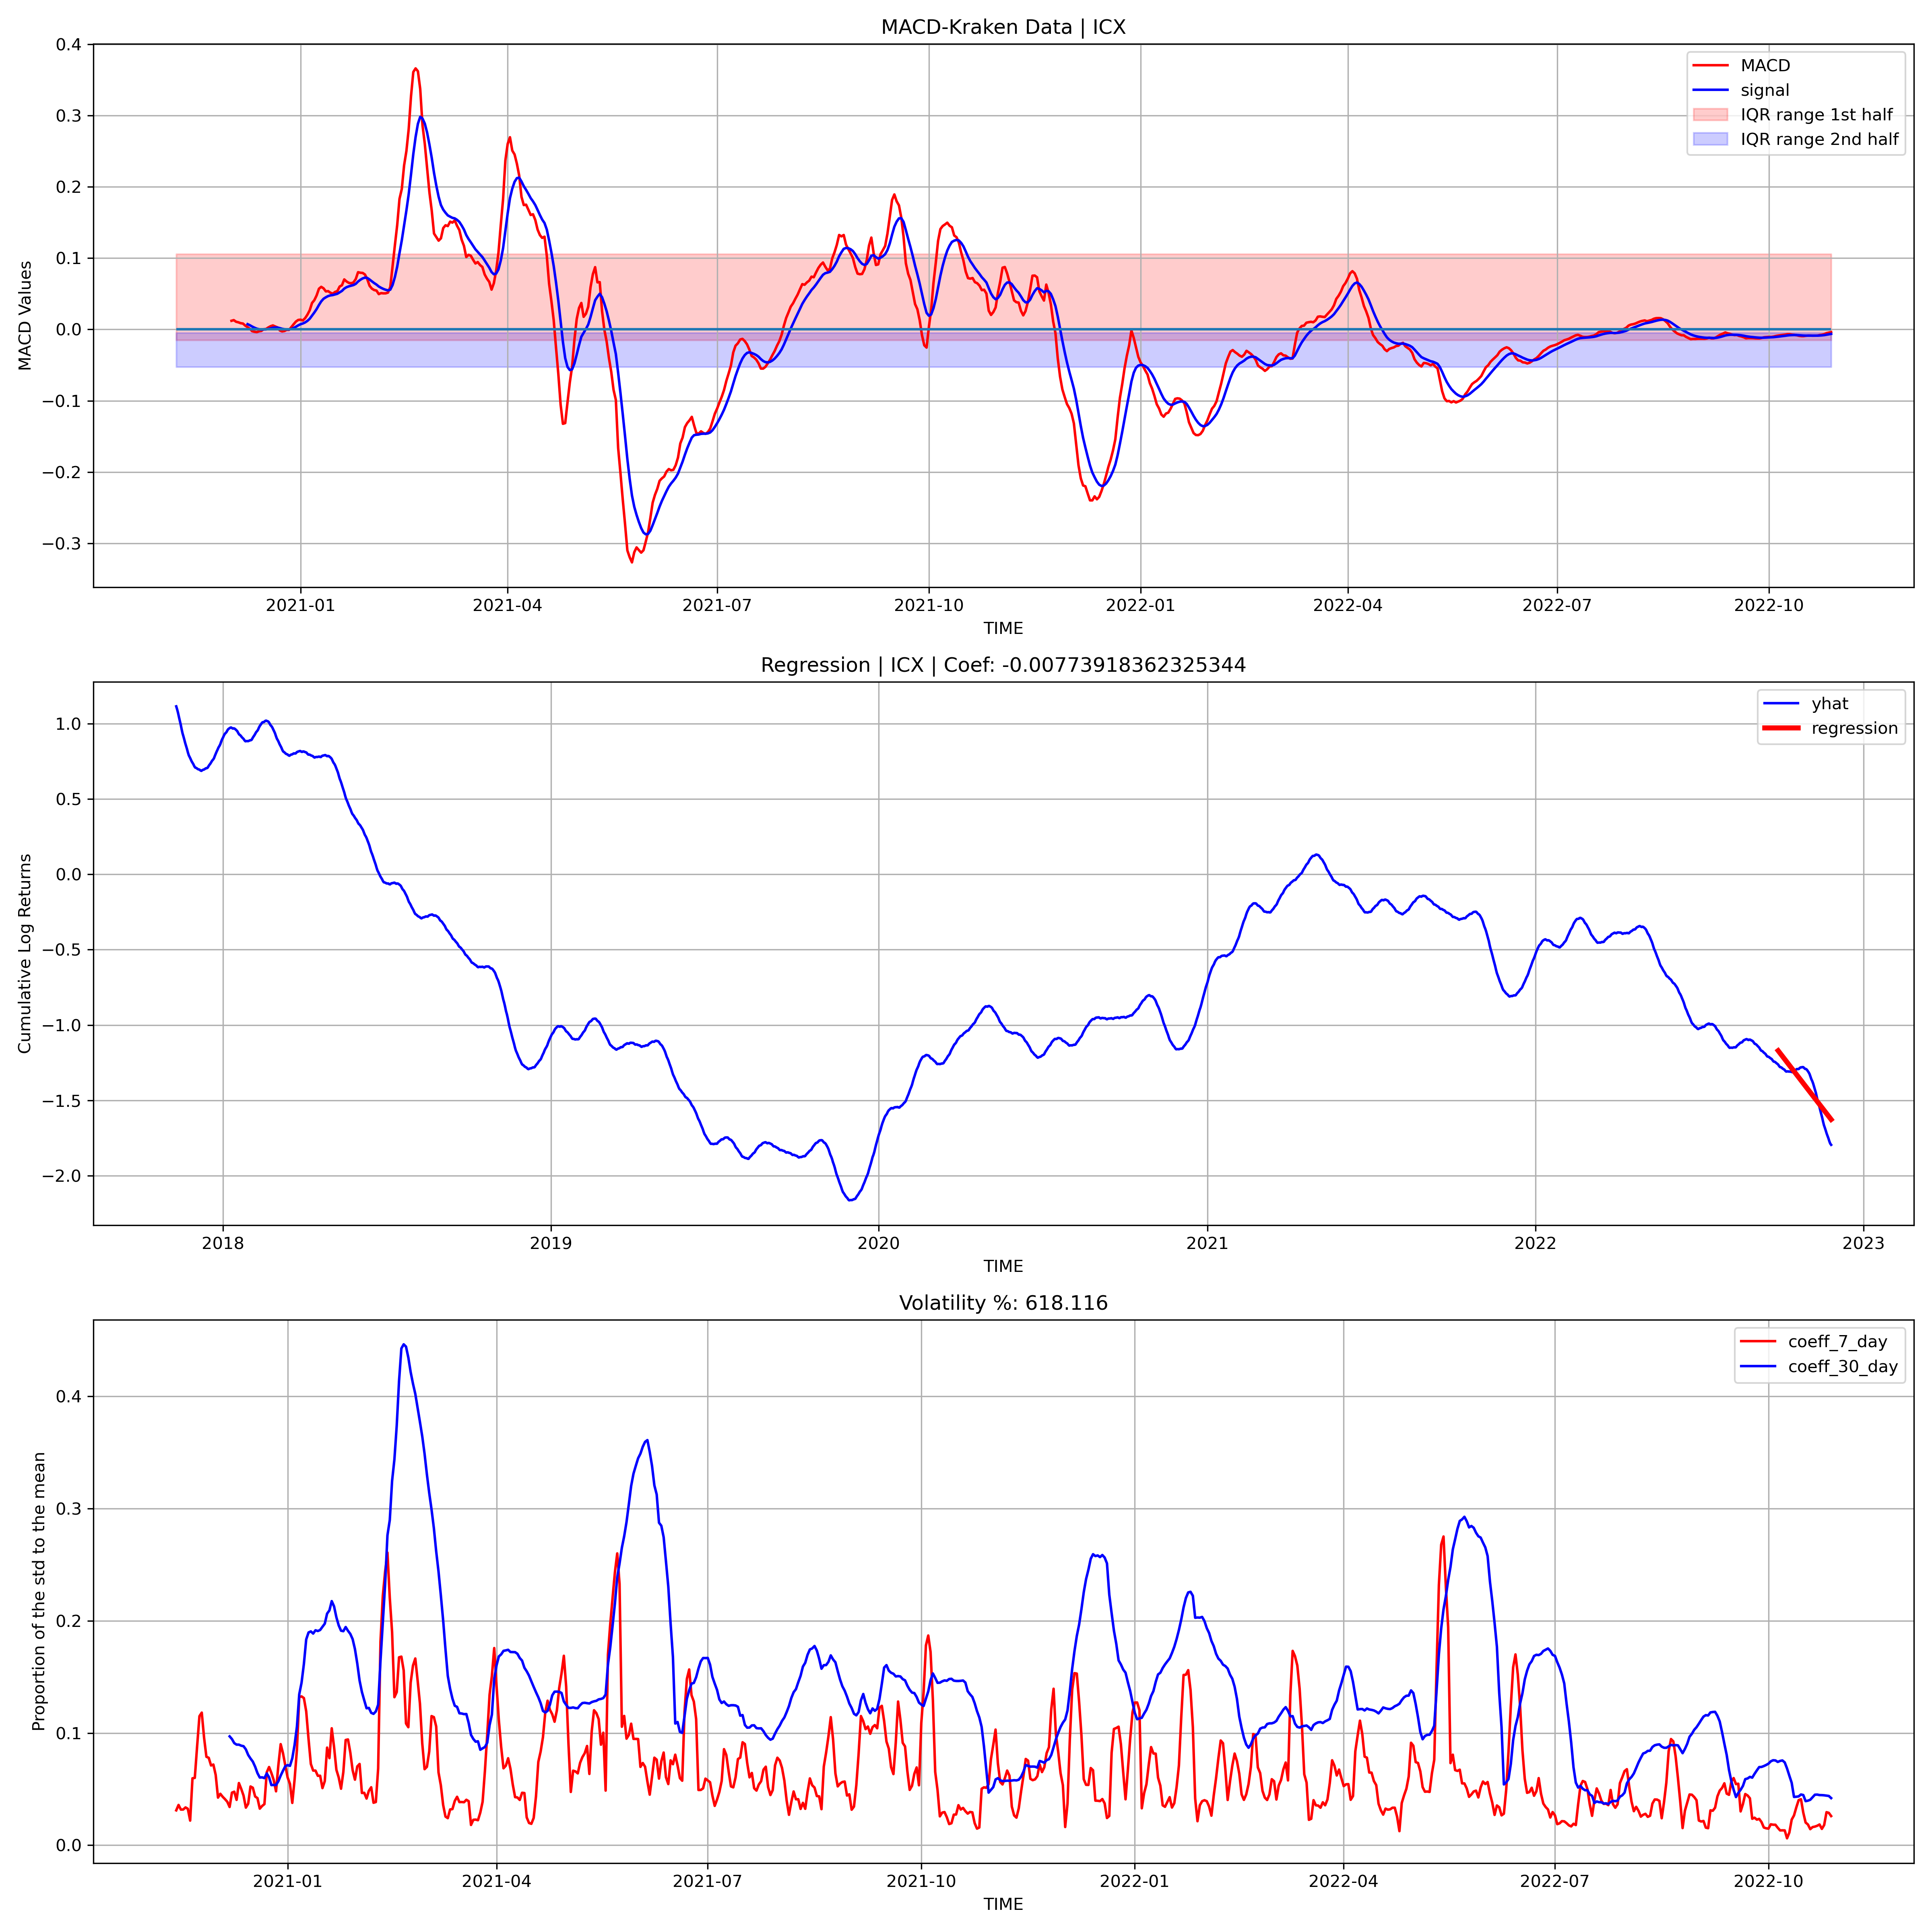 MACD-Kraken Data | ICX
MACD Values
0.4
0.3
0.2
0.1
0.0
−0.1
−0.2
−0.3
MACD
signal
IQR range 1st half
IQR range 2nd half
2021-01
2021-04
2021-07
2021-10
2022-01
2022-04
2022-07
2022-10
TIME
Regression | ICX | Coef: -0.00773918362325344
Cumulative Log Returns
1.0
0.5
0.0
−0.5
−1.0
−1.5
−2.0
yhat
regression
2018
2019
2020
2021
2022
2023
TIME
Volatility %: 618.116
Proportion of the std to the mean
0.4
0.3
0.2
0.1
0.0
coeff_7_day
coeff_30_day
2021-01
2021-04
2021-07
2021-10
2022-01
2022-04
2022-07
2022-10
TIME